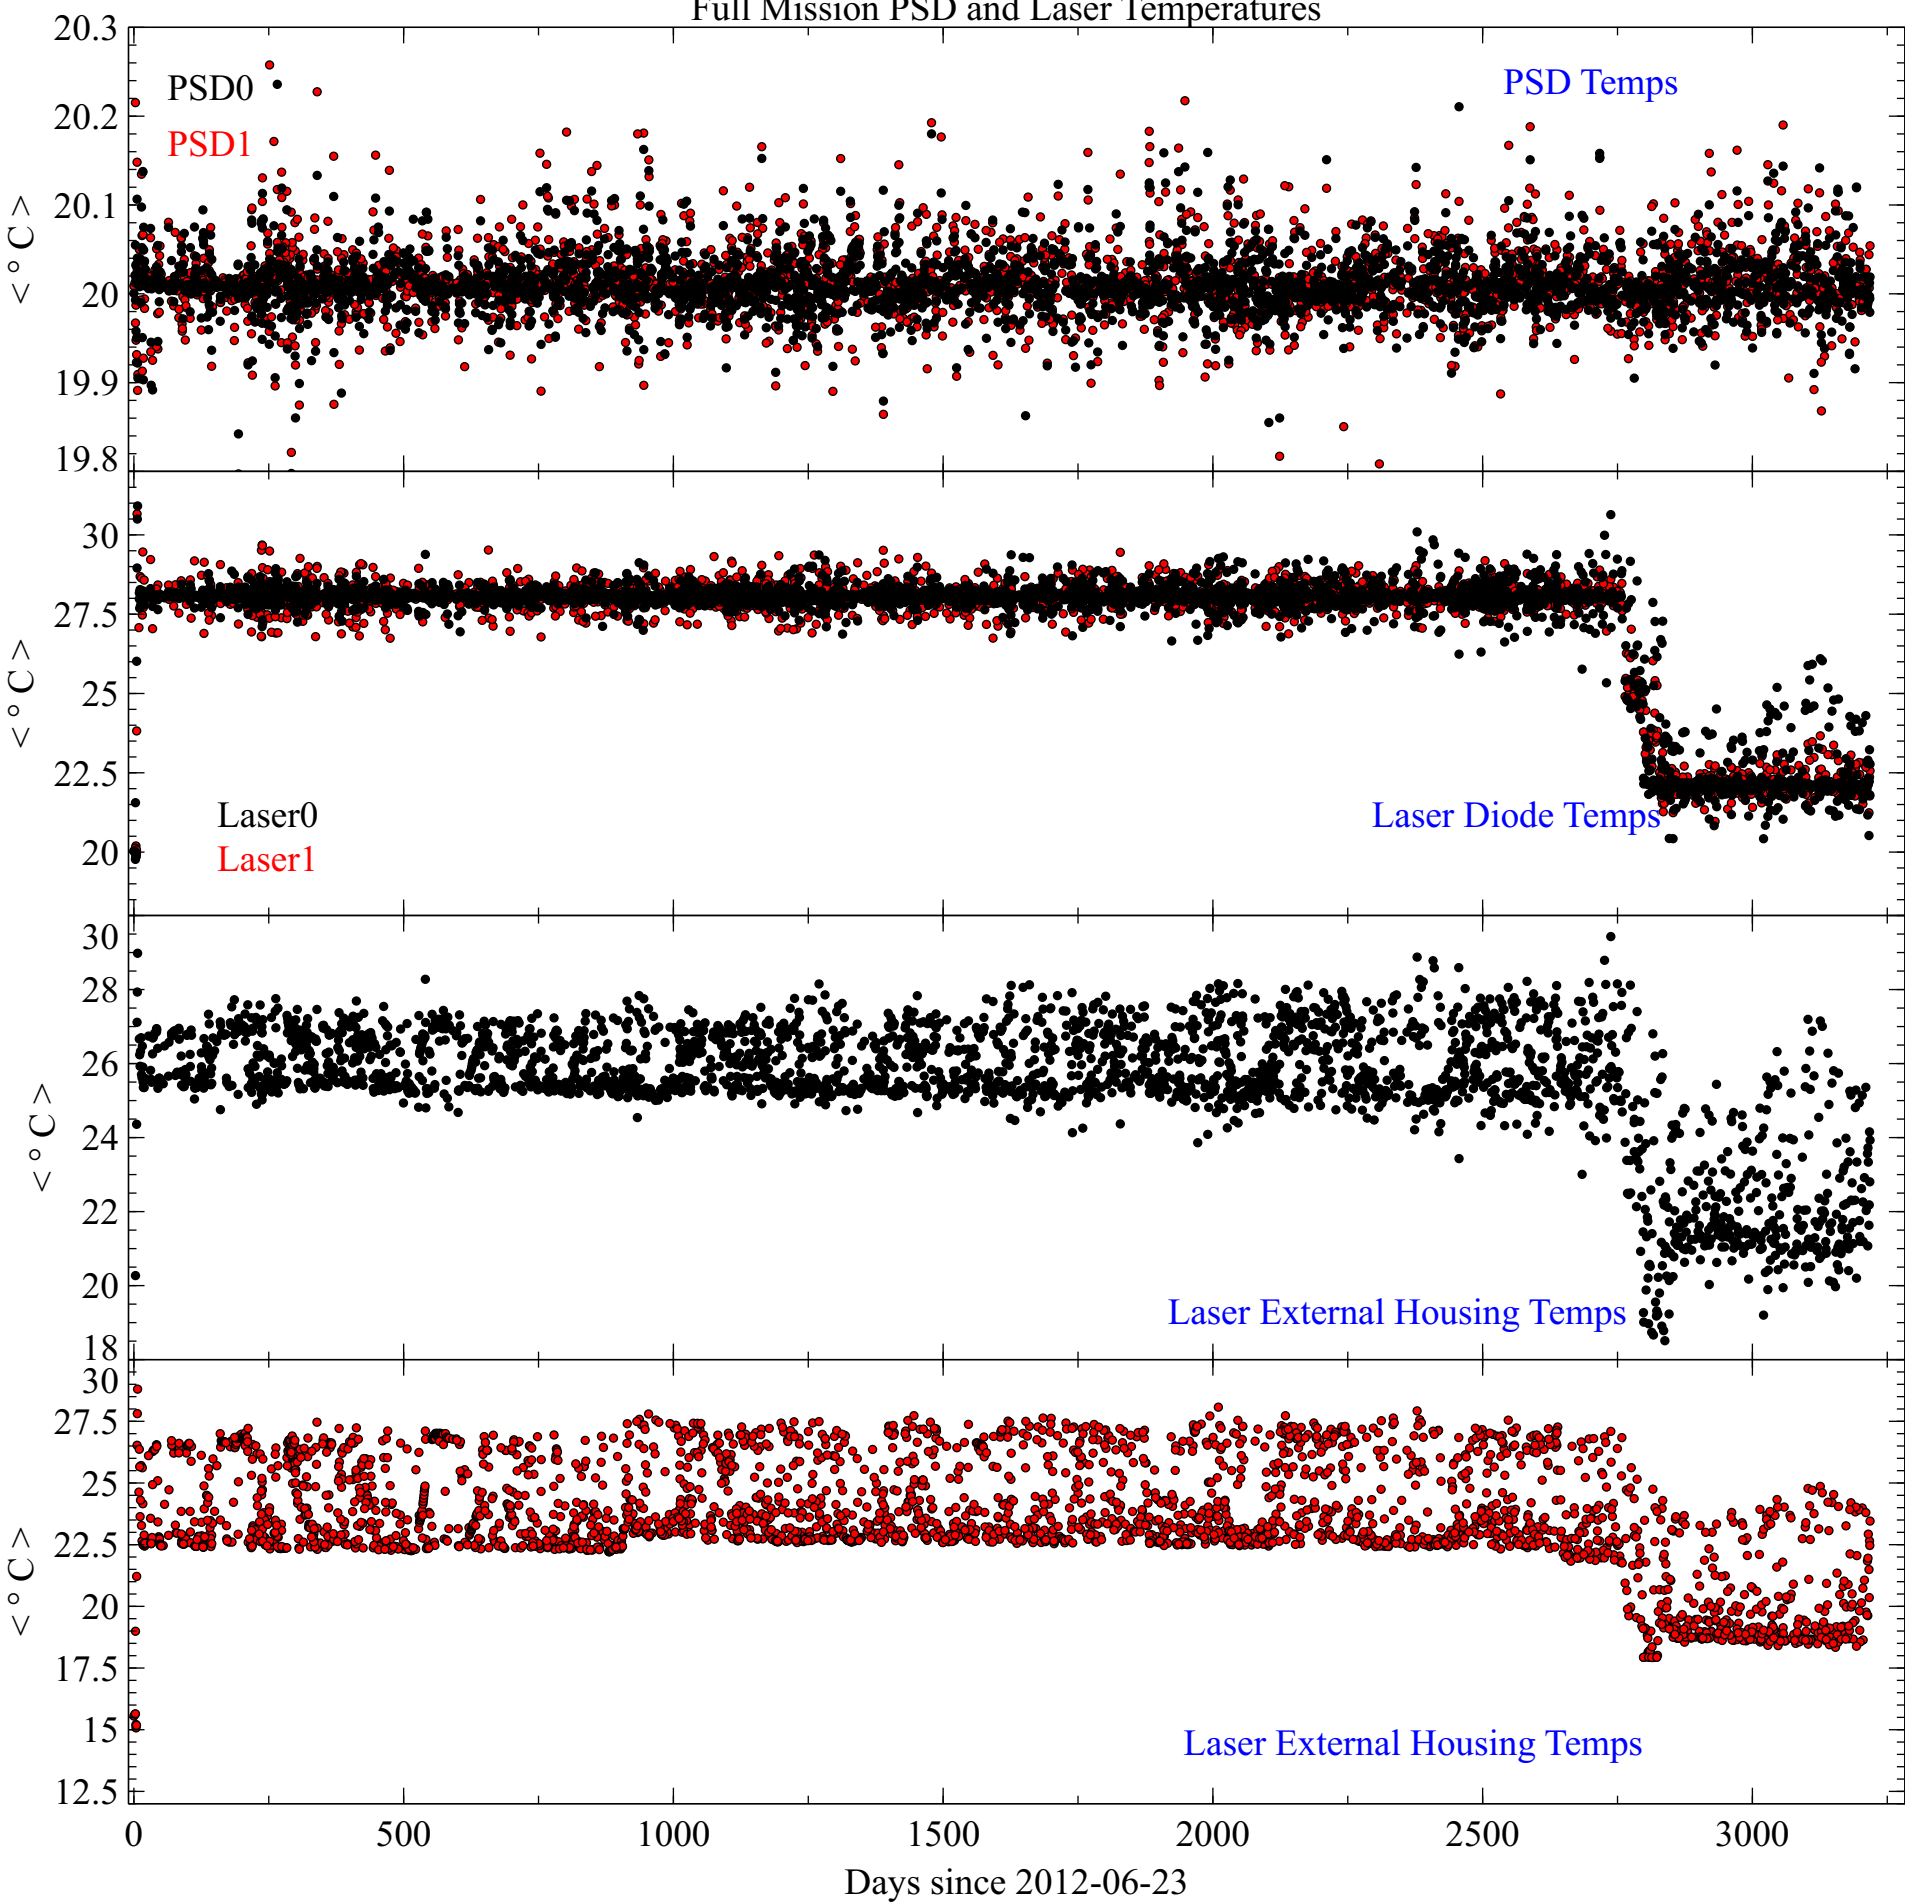 Full Mission PSD and Laser Temperatures
20.3
20.2
20.1
20
19.9
19.8
<°C>
PSD0
PSD1
PSD Temps
30
27.5
25
22.5
20
<°C>
Laser0
Laser1
Laser Diode Temps
30
28
26
24
22
20
18
<°C>
Laser External Housing Temps
30
27.5
25
22.5
20
17.5
15
12.5
<°C>
Laser External Housing Temps
0 500 1000 1500 2000 2500 3000
Days since 2012-06-23